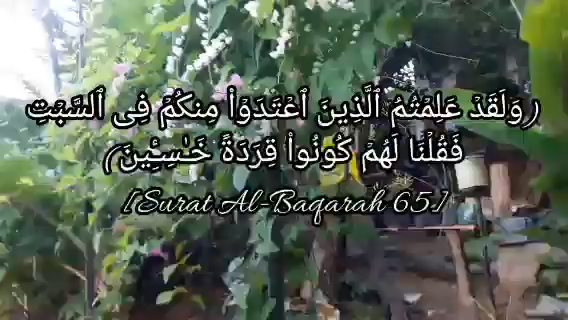 (وَلَقَدۡ عَلِمۡتُمُ ٱلَّذِينَ ٱعۡتَدَوۡاْ مِنكُمۡ فِى ٱلسَّبۡتِ
فَقُلۡنَا لَهُمۡ كُونُواْ قِرَدَةً خَٰسِـِٔينَ)
[Surat Al-Baqarah 65]